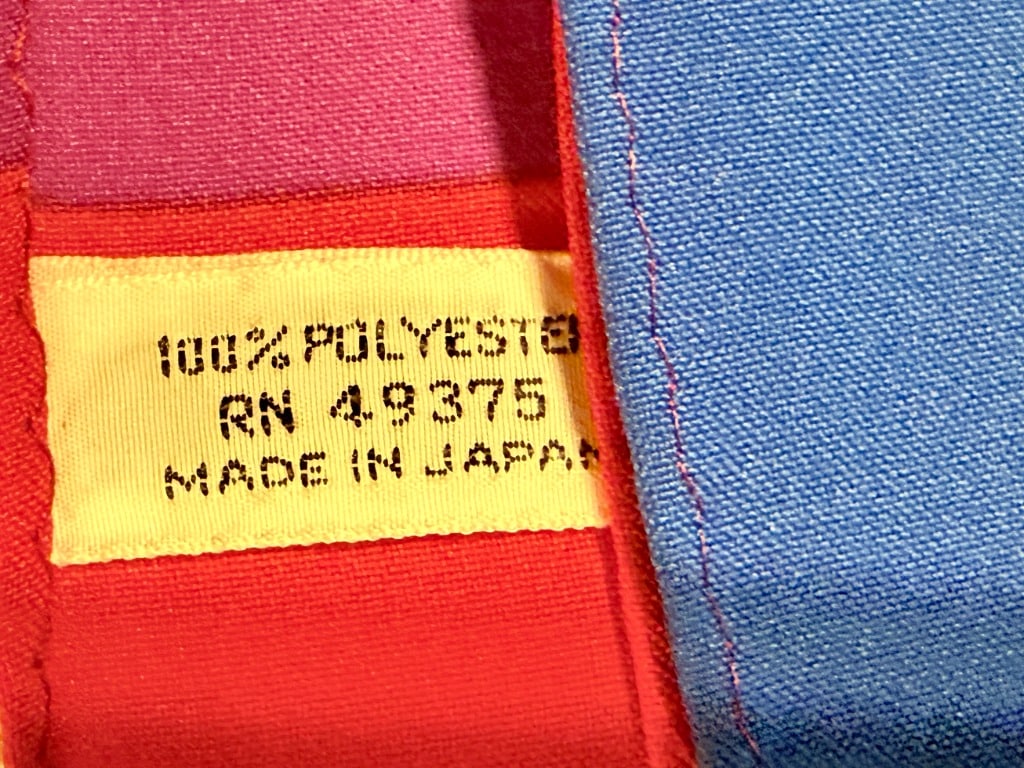 100% POLYESTER
RN 49375
MADE IN JAPAN